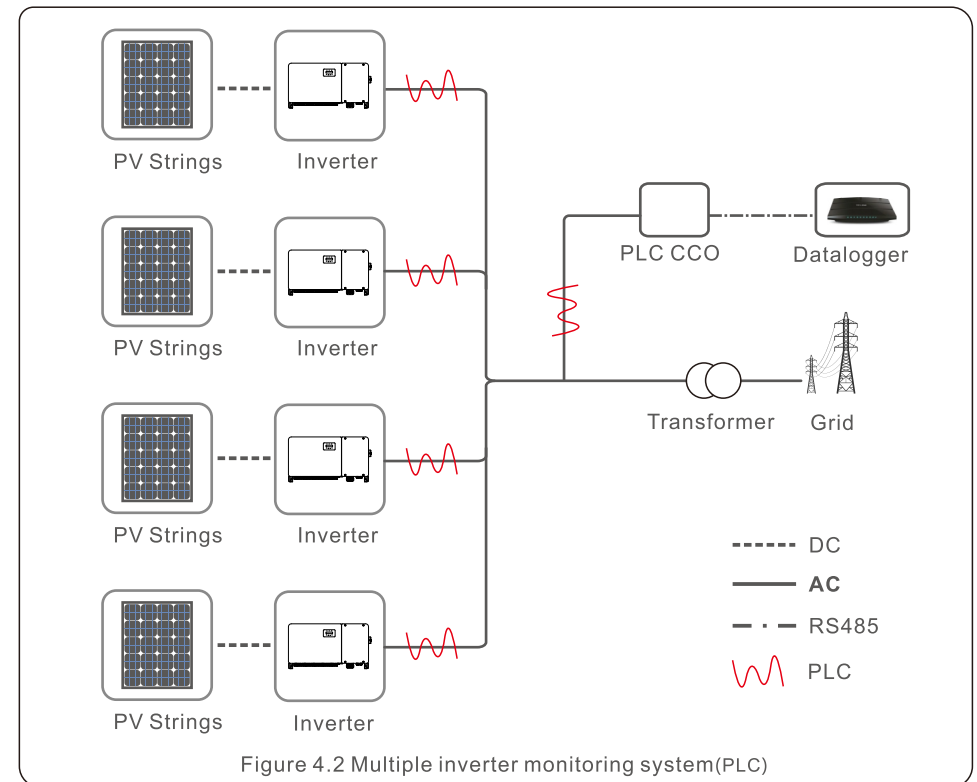 PV Strings
Inverter
PV Strings
Inverter
PV Strings
Inverter
PV Strings
Inverter
PLC CCO
Datalogger
Transformer
Grid
DC
AC
RS485
PLC
Figure 4.2 Multiple inverter monitoring system(PLC)